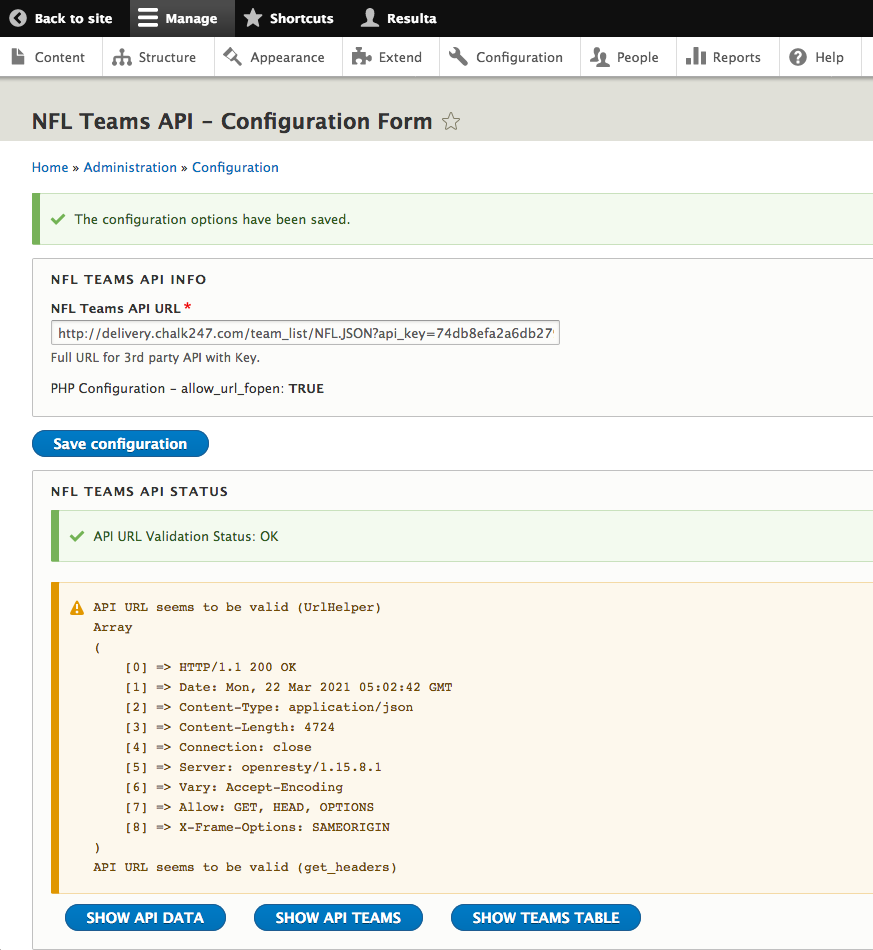 Back to site Manage Shortcuts Resulta
Content Structure Appearance Extend Configuration People Reports Help
NFL Teams API – Configuration Form
Home » Administration » Configuration
The configuration options have been saved.
NFL TEAMS API INFO
NFL Teams API URL*
http://delivery.chalk247.com/team_list/NFL.JSON?api_key=74db8efa2a6db27
Full URL for 3rd party API with Key.
PHP Configuration – allow_url_fopen: TRUE
Save configuration
NFL TEAMS API STATUS
API URL Validation Status: OK
API URL seems to be valid (UrlHelper)
Array
(
[0] => HTTP/1.1 200 OK
[1] => Date: Mon, 22 Mar 2021 05:02:42 GMT
[2] => Content-Type: application/json
[3] => Content-Length: 4724
[4] => Connection: close
[5] => Server: openresty/1.15.8.1
[6] => Vary: Accept-Encoding
[7] => Allow: GET, HEAD, OPTIONS
[8] => X-Frame-Options: SAMEORIGIN
)
API URL seems to be valid (get_headers)
SHOW API DATA SHOW API TEAMS SHOW TEAMS TABLE